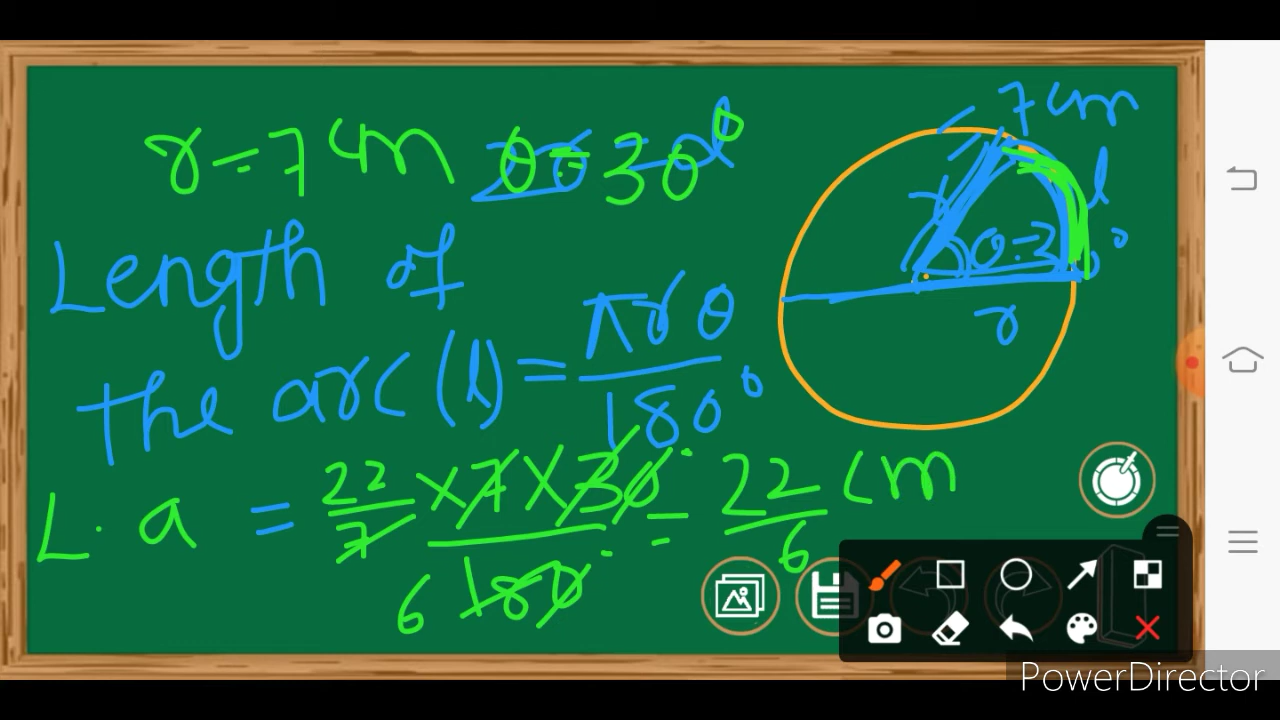 r = 7 cm θ = 30°
Length of
the arc (l) = πrθ / 180°
L. a = 22/7 × 7 × 30 / 180 = 22/6 cm
6
7 cm
r
l
θ = 30°
r
PowerDirector